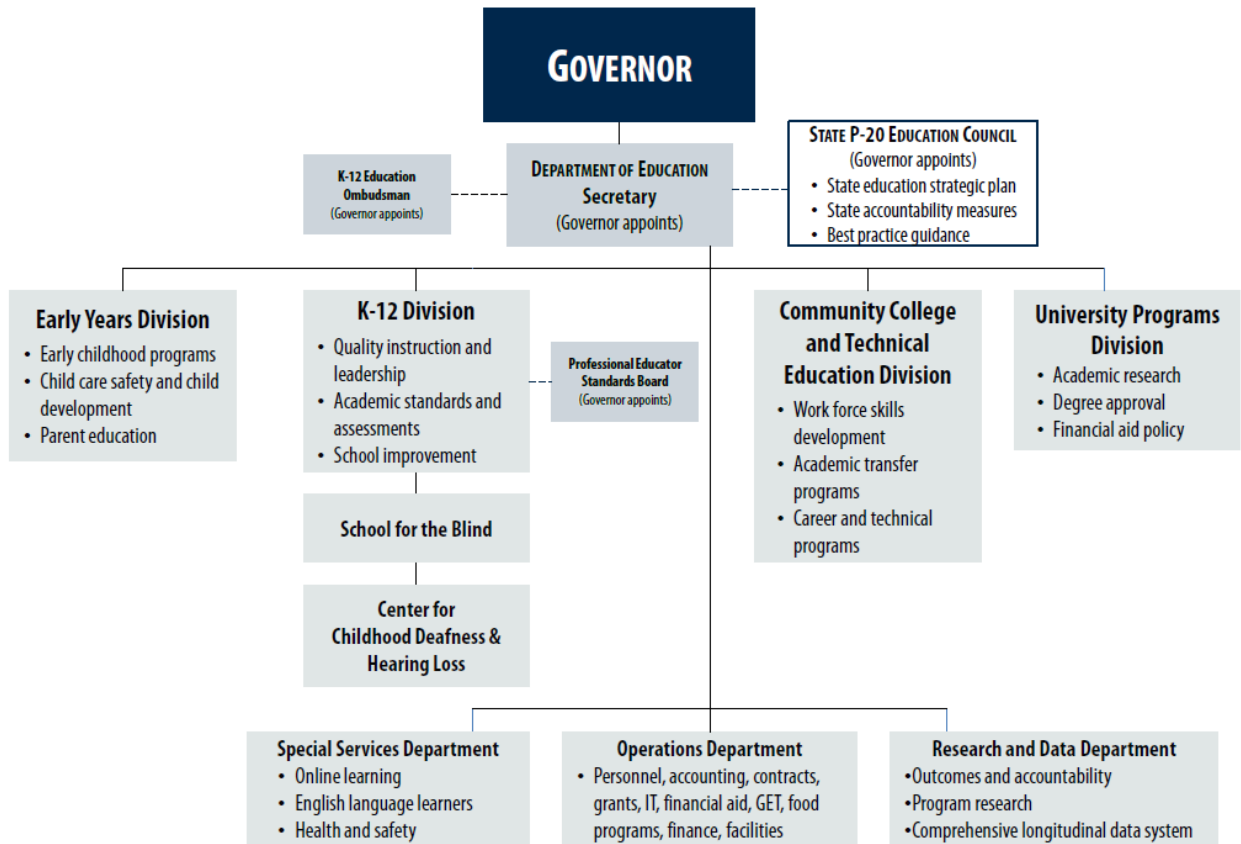 GOVERNOR
DEPARTMENT OF EDUCATION
Secretary
(Governor appoints)
K-12 Education
Ombudsman
(Governor appoints)
STATE P-20 EDUCATION COUNCIL
(Governor appoints)
• State education strategic plan
• State accountability measures
• Best practice guidance
Early Years Division
• Early childhood programs
• Child care safety and child
development
• Parent education
K-12 Division
• Quality instruction and
leadership
• Academic standards and
assessments
• School improvement
Professional Educator
Standards Board
(Governor appoints)
Community College
and Technical
Education Division
• Work force skills
development
• Academic transfer
programs
• Career and technical
programs
University Programs
Division
• Academic research
• Degree approval
• Financial aid policy
School for the Blind
Center for
Childhood Deafness &
Hearing Loss
Special Services Department
• Online learning
• English language learners
• Health and safety
Operations Department
• Personnel, accounting, contracts,
grants, IT, financial aid, GET, food
programs, finance, facilities
Research and Data Department
•Outcomes and accountability
•Program research
•Comprehensive longitudinal data system